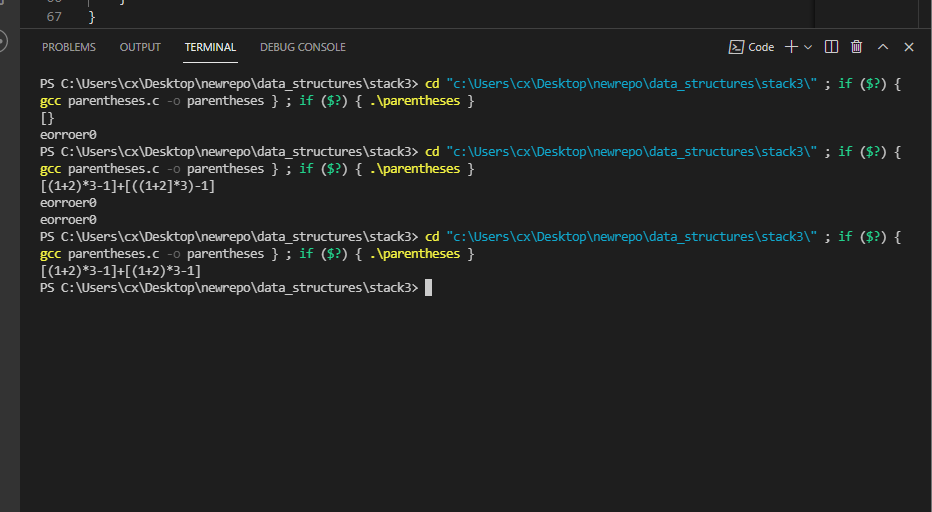 67 }
PROBLEMS OUTPUT TERMINAL DEBUG CONSOLE Code
PS C:\Users\cx\Desktop\newrepo\data_structures\stack3> cd "c:\Users\cx\Desktop\newrepo\data_structures\stack3\" ; if ($?) {
gcc parentheses.c -o parentheses } ; if ($?) { .\parentheses }
[}
eorroer0
PS C:\Users\cx\Desktop\newrepo\data_structures\stack3> cd "c:\Users\cx\Desktop\newrepo\data_structures\stack3\" ; if ($?) {
gcc parentheses.c -o parentheses } ; if ($?) { .\parentheses }
[(1+2)*3-1]+[((1+2]*3)-1]
eorroer0
eorroer0
PS C:\Users\cx\Desktop\newrepo\data_structures\stack3> cd "c:\Users\cx\Desktop\newrepo\data_structures\stack3\" ; if ($?) {
gcc parentheses.c -o parentheses } ; if ($?) { .\parentheses }
[(1+2)*3-1]+[(1+2)*3-1]
PS C:\Users\cx\Desktop\newrepo\data_structures\stack3>